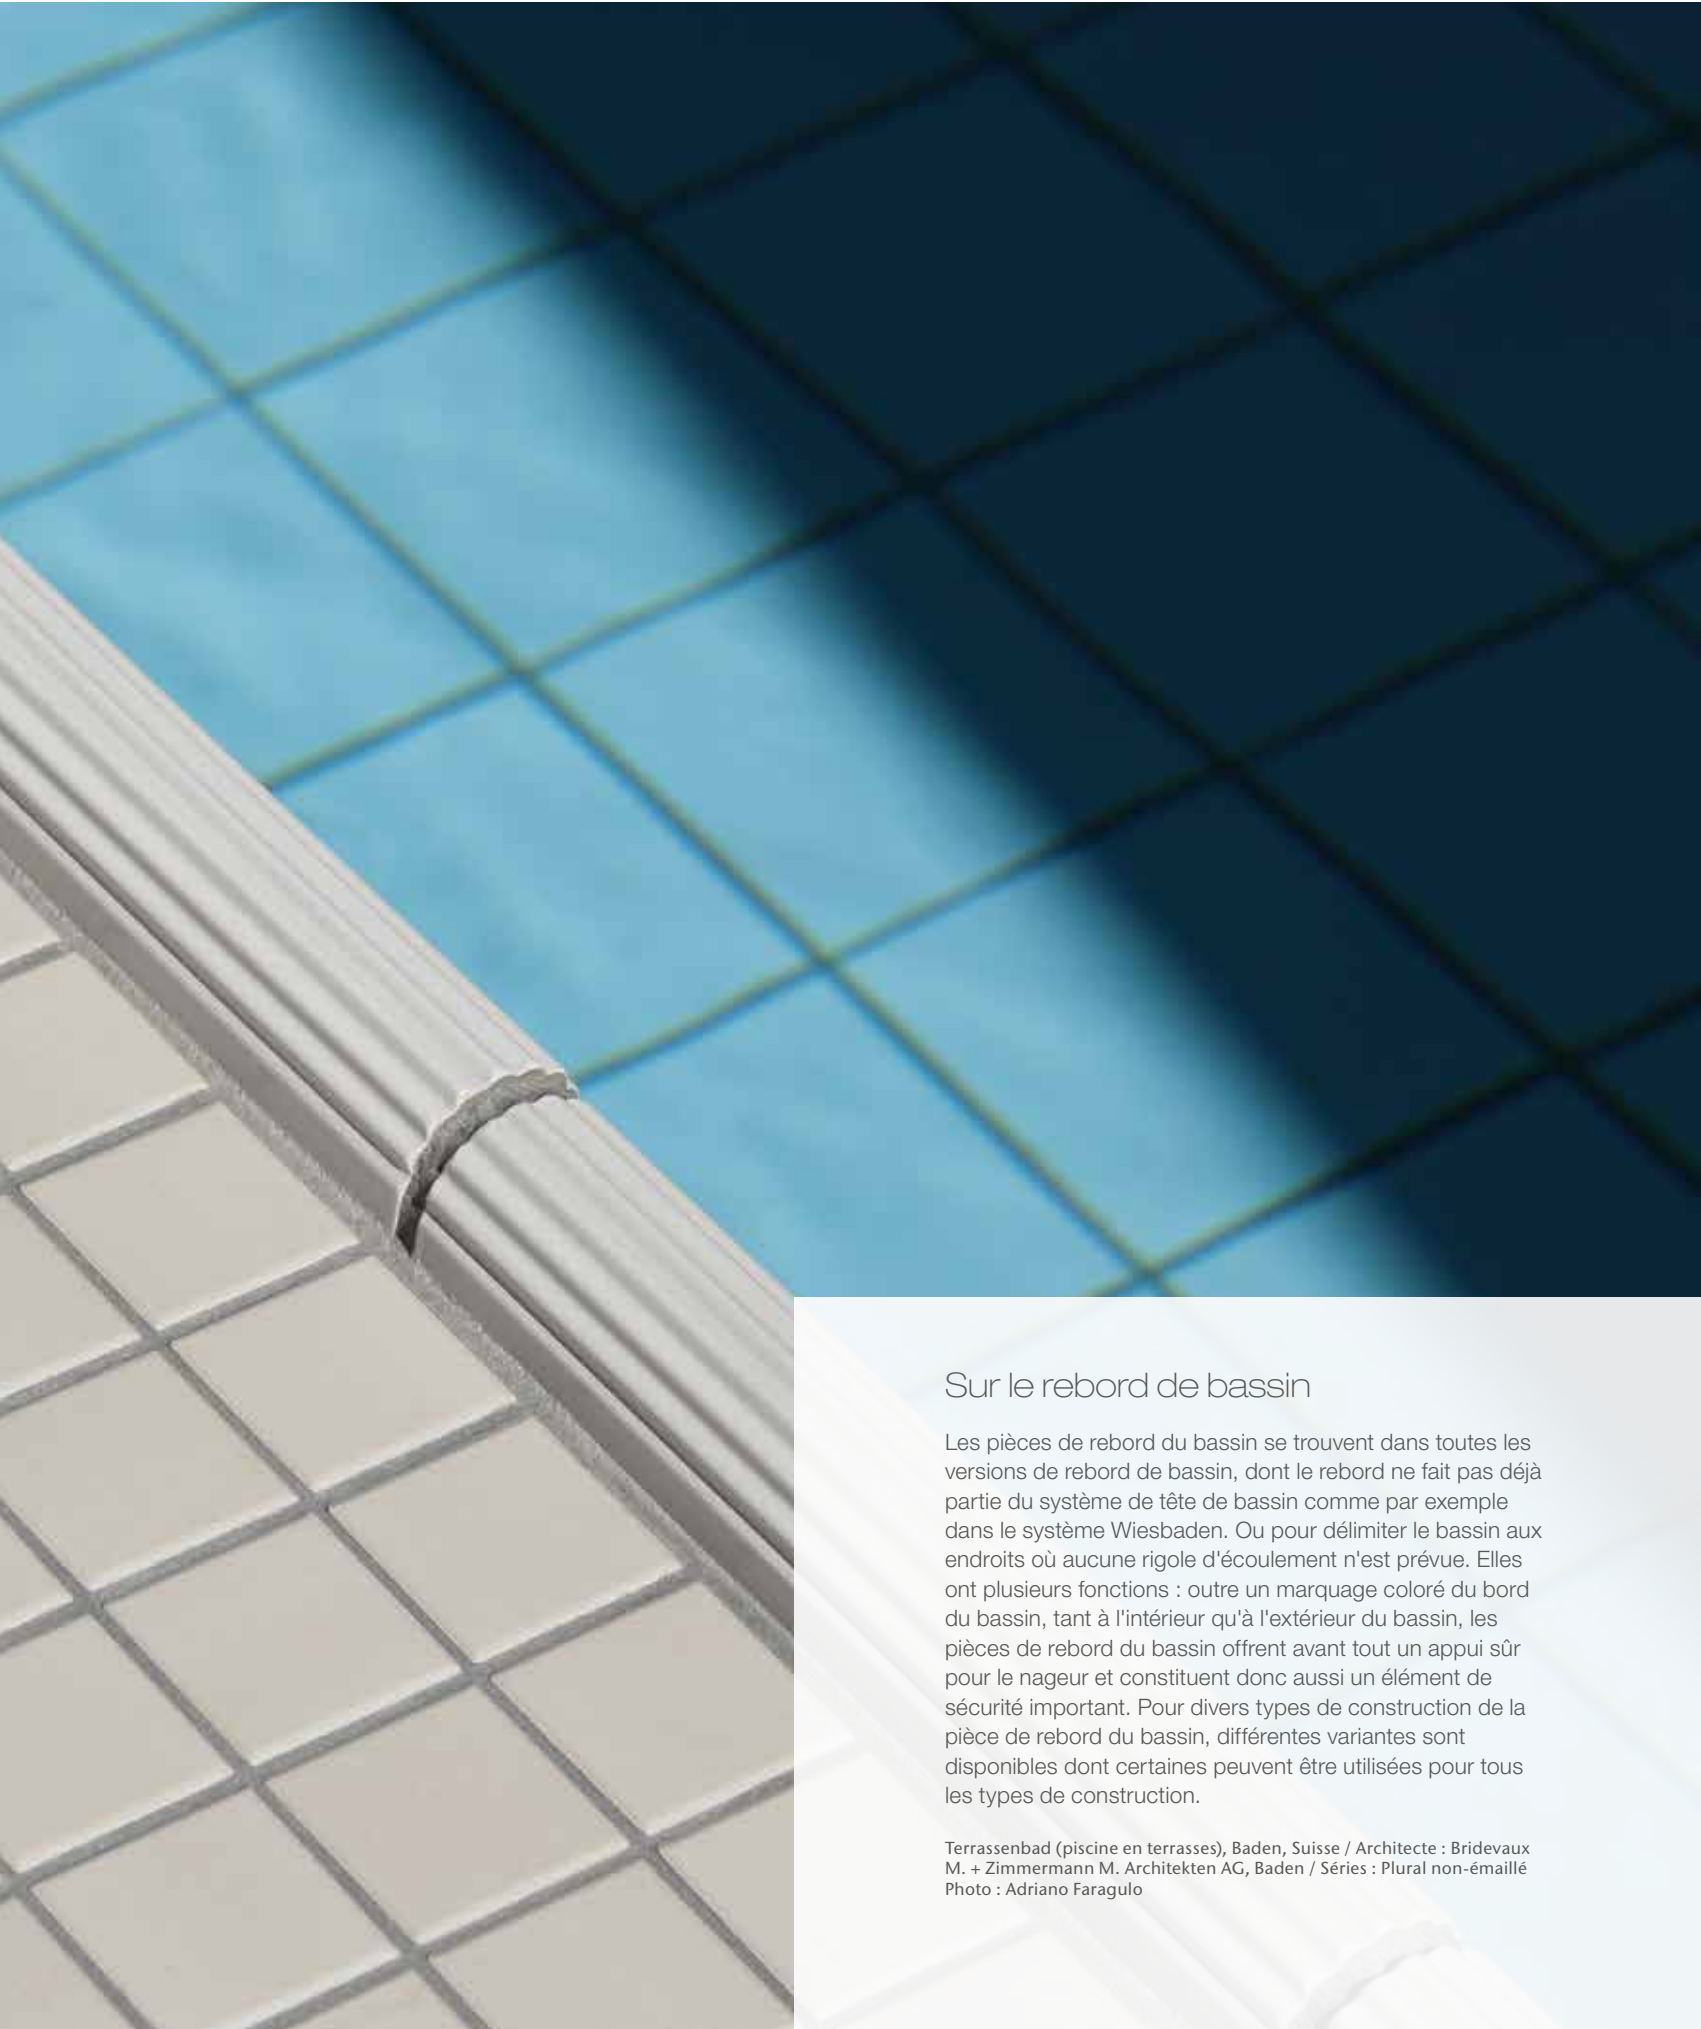 Sur le rebord de bassin
Les pièces de rebord du bassin se trouvent dans toutes les
versions de rebord de bassin, dont le rebord ne fait pas déjà
partie du système de tête de bassin comme par exemple
dans le système Wiesbaden. Ou pour délimiter le bassin aux
endroits où aucune rigole d'écoulement n'est prévue. Elles
ont plusieurs fonctions : outre un marquage coloré du bord
du bassin, tant à l'intérieur qu'à l'extérieur du bassin, les
pièces de rebord du bassin offrent avant tout un appui sûr
pour le nageur et constituent donc aussi un élément de
sécurité important. Pour divers types de construction de la
pièce de rebord du bassin, différentes variantes sont
disponibles dont certaines peuvent être utilisées pour tous
les types de construction.
Terrassenbad (piscine en terrasses), Baden, Suisse / Architecte : Bridevaux
M. + Zimmermann M. Architekten AG, Baden / Séries : Plural non-émaillé
Photo : Adriano Faragulo